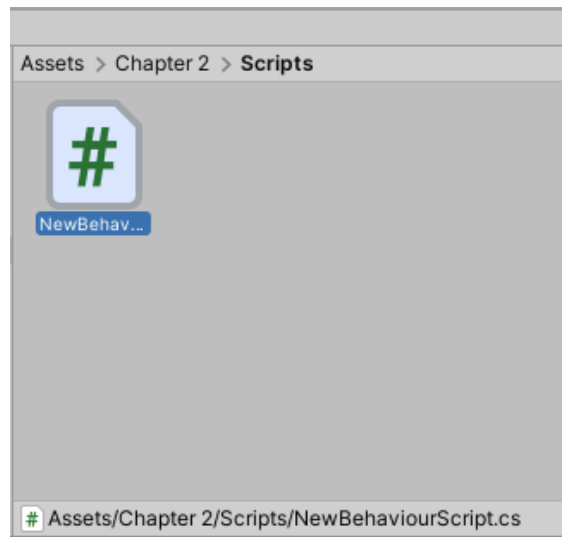 Assets > Chapter 2 > Scripts
#
NewBehav...
# Assets/Chapter 2/Scripts/NewBehaviourScript.cs